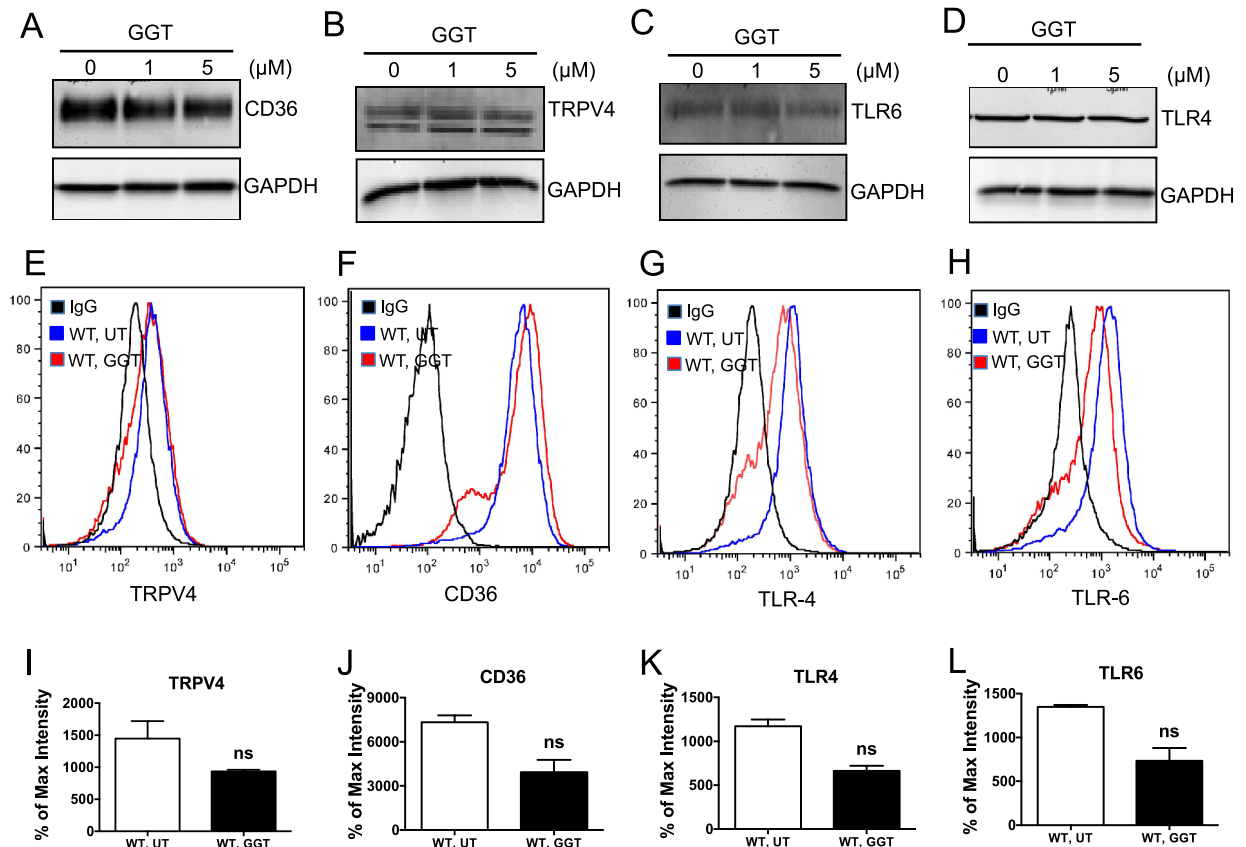 A
GGT
0 1 5 (µM)
CD36
GAPDH
B
GGT
0 1 5 (µM)
TRPV4
GAPDH
C
GGT
0 1 5 (µM)
TLR6
GAPDH
D
GGT
0 1 5 (µM)
TLR4
GAPDH
E
IgG
WT, UT
WT, GGT
100
80
60
40
20
0
10¹ 10² 10³ 10⁴ 10⁵
TRPV4
F
IgG
WT, UT
WT, GGT
100
80
60
40
20
0
10¹ 10² 10³ 10⁴ 10⁵
CD36
G
IgG
WT, UT
WT, GGT
100
80
60
40
20
0
10¹ 10² 10³ 10⁴ 10⁵
TLR-4
H
IgG
WT, UT
WT, GGT
100
80
60
40
20
0
10¹ 10² 10³ 10⁴ 10⁵
TLR-6
I
TRPV4
% of Max Intensity
2000
1500
1000
500
0
ns
WT, UT WT, GGT
J
CD36
% of Max Intensity
9000
6000
3000
0
ns
WT, UT WT, GGT
K
TLR4
% of Max Intensity
1500
1000
500
0
ns
WT, UT WT, GGT
L
TLR6
% of Max Intensity
1500
1000
500
0
ns
WT, UT WT, GGT